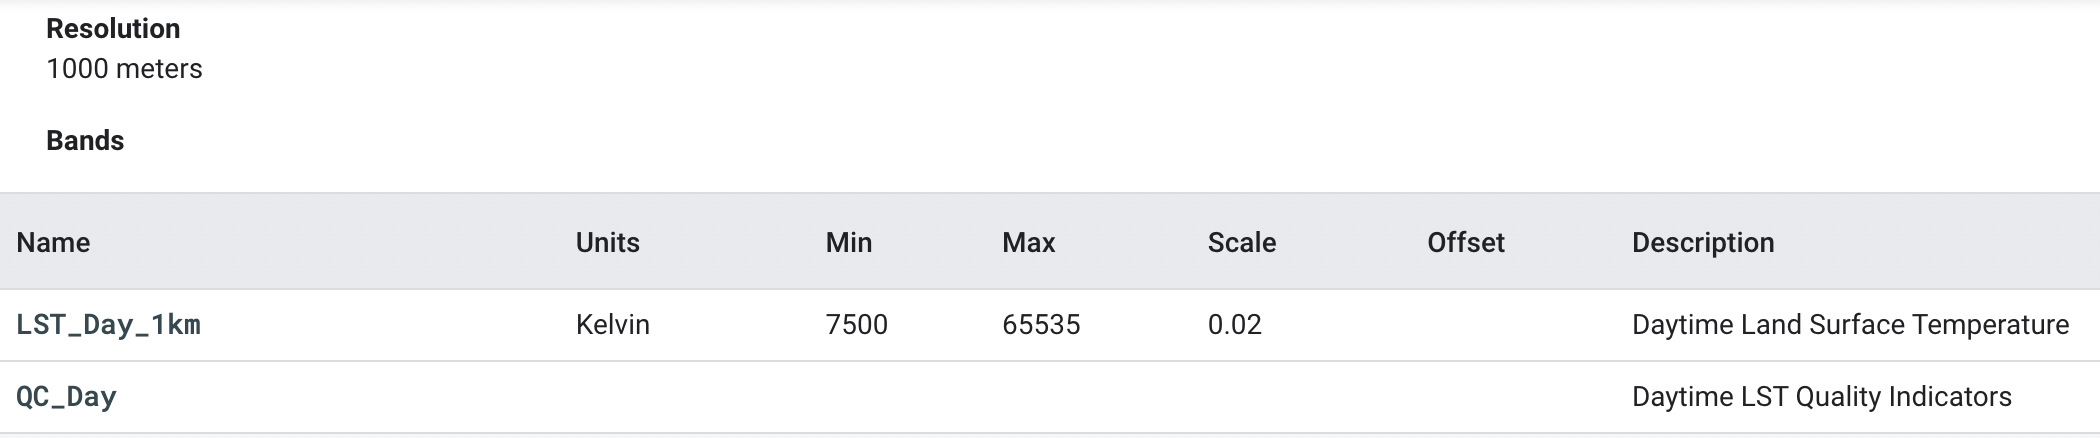 Resolution
1000 meters
Bands
Name Units Min Max Scale Offset Description
LST_Day_1km Kelvin 7500 65535 0.02 Daytime Land Surface Temperature
QC_Day Daytime LST Quality Indicators